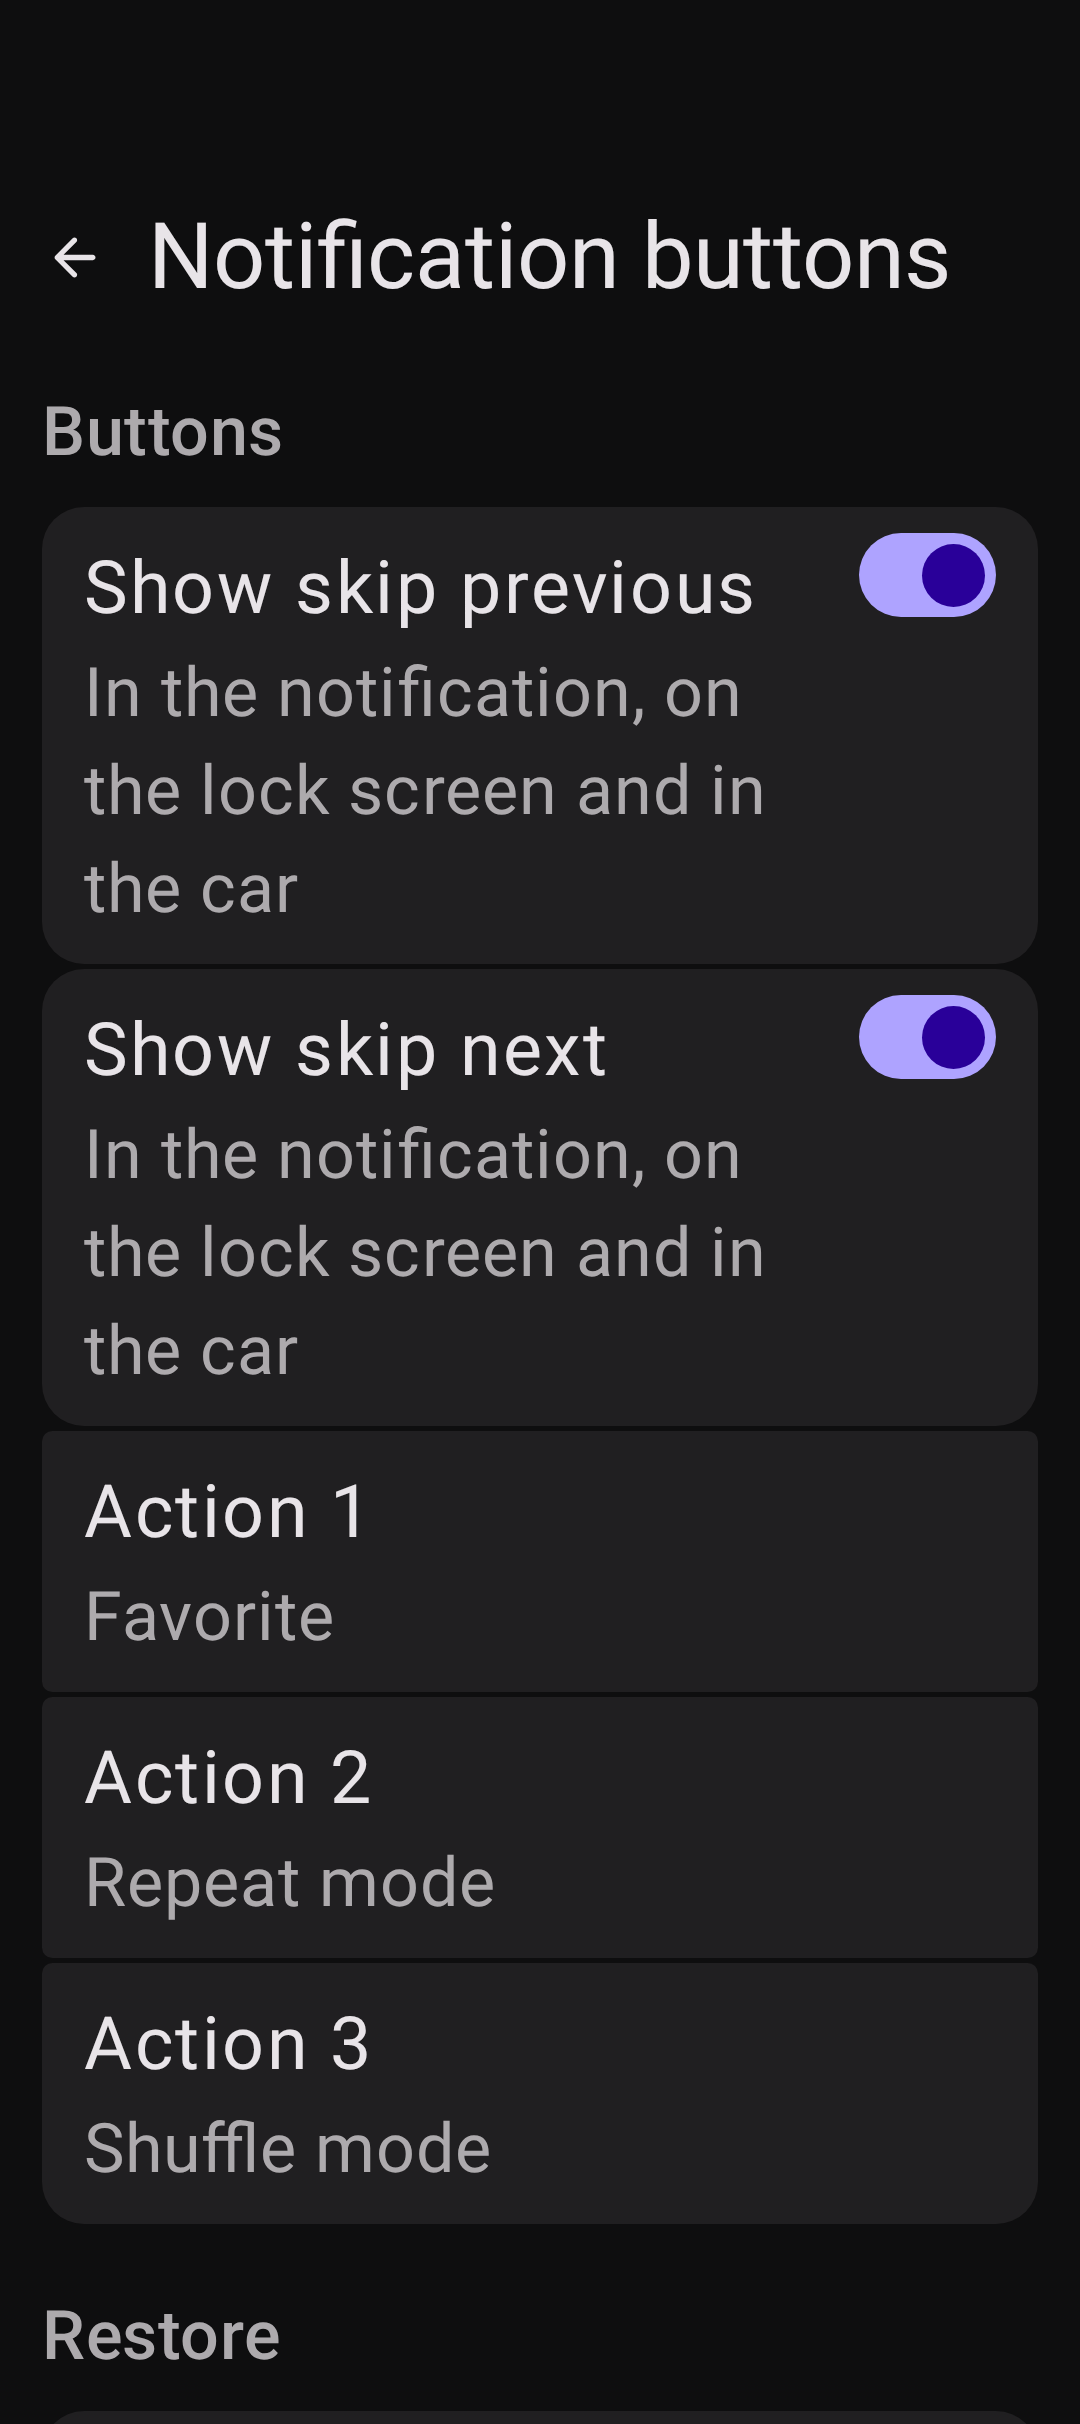 Notification buttons
Buttons
Show skip previous
In the notification, on
the lock screen and in
the car
Show skip next
In the notification, on
the lock screen and in
the car
Action 1
Favorite
Action 2
Repeat mode
Action 3
Shuffle mode
Restore